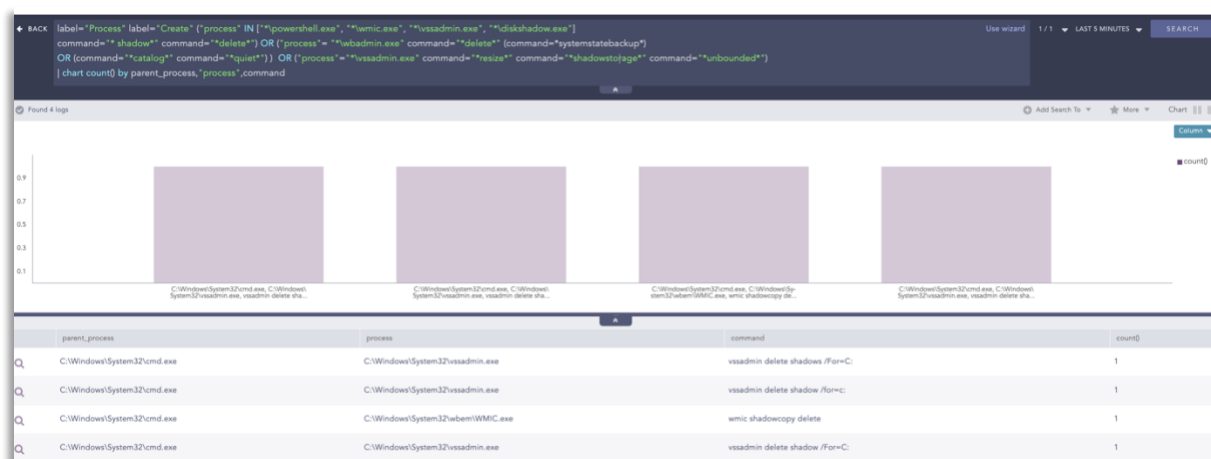 BACK
label="Process" label="Create" ("process" IN ["*\powershell.exe", "*\wmic.exe", "*\vssadmin.exe", "*\diskshadow.exe"]
Use wizard 1 / 1 LAST 5 MINUTES SEARCH
command="* shadow*" command="*delete*") OR ("process"= "*\wbadmin.exe" command="*delete*" (command=*systemstatebackup*)
OR (command="*catalog*" command="*quiet*") ) OR ("process"="*\vssadmin.exe" command="*resize*" command="*shadowstorage*" command="*unbounded*")
| chart count() by parent_process,"process",command
Found 4 logs
Add Search To More Chart
Column
count()
0.9
0.7
0.5
0.3
0.1
C:\Windows\System32\cmd.exe, C:\Windows\
System32\vssadmin.exe, vssadmin delete sha...
C:\Windows\System32\cmd.exe, C:\Windows\
System32\vssadmin.exe, vssadmin delete sha...
C:\Windows\System32\cmd.exe, C:\Windows\Sy-
stem32\wbem\WMIC.exe, wmic shadowcopy de...
C:\Windows\System32\cmd.exe, C:\Windows\
System32\vssadmin.exe, vssadmin delete sha...
parent_process process command count()
C:\Windows\System32\cmd.exe C:\Windows\System32\vssadmin.exe vssadmin delete shadows /For=C: 1
C:\Windows\System32\cmd.exe C:\Windows\System32\vssadmin.exe vssadmin delete shadow /for=c: 1
C:\Windows\System32\cmd.exe C:\Windows\System32\wbem\WMIC.exe wmic shadowcopy delete 1
C:\Windows\System32\cmd.exe C:\Windows\System32\vssadmin.exe vssadmin delete shadow /For=C: 1